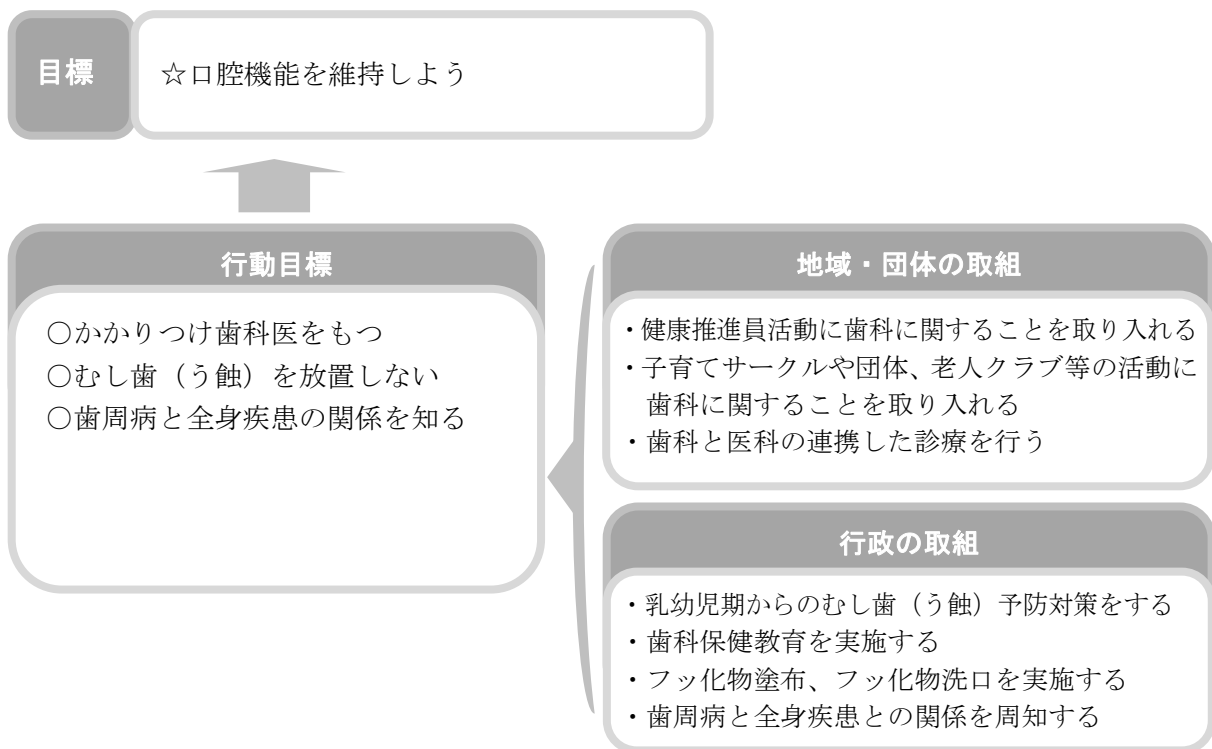 目標
☆口腔機能を維持しよう
行動目標
○かかりつけ歯科医をもつ
○むし歯（う蝕）を放置しない
○歯周病と全身疾患の関係を知る
地域・団体の取組
・健康推進員活動に歯科に関することを取り入れる
・子育てサークルや団体、老人クラブ等の活動に
歯科に関することを取り入れる
・歯科と医科の連携した診療を行う
行政の取組
・乳幼児期からのむし歯（う蝕）予防対策をする
・歯科保健教育を実施する
・フッ化物塗布、フッ化物洗口を実施する
・歯周病と全身疾患との関係を周知する